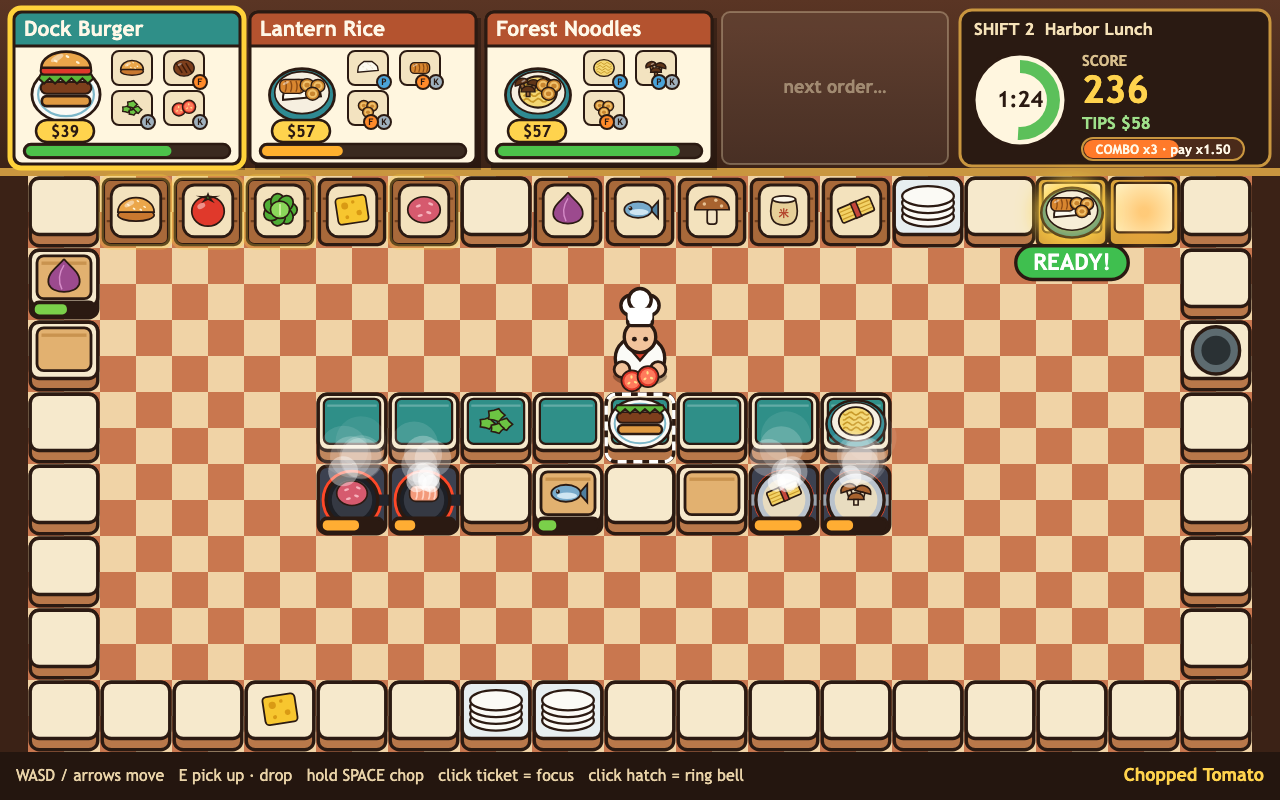 Dock Burger
F
K
K
$39
Lantern Rice
P
F K
F K
$57
Forest Noodles
P
P K
F K
$57
next order...
SHIFT 2 Harbor Lunch
1:24
SCORE
236
TIPS $58
COMBO x3 · pay x1.50
READY!
WASD / arrows move E pick up · drop hold SPACE chop click ticket = focus click hatch = ring bell
Chopped Tomato